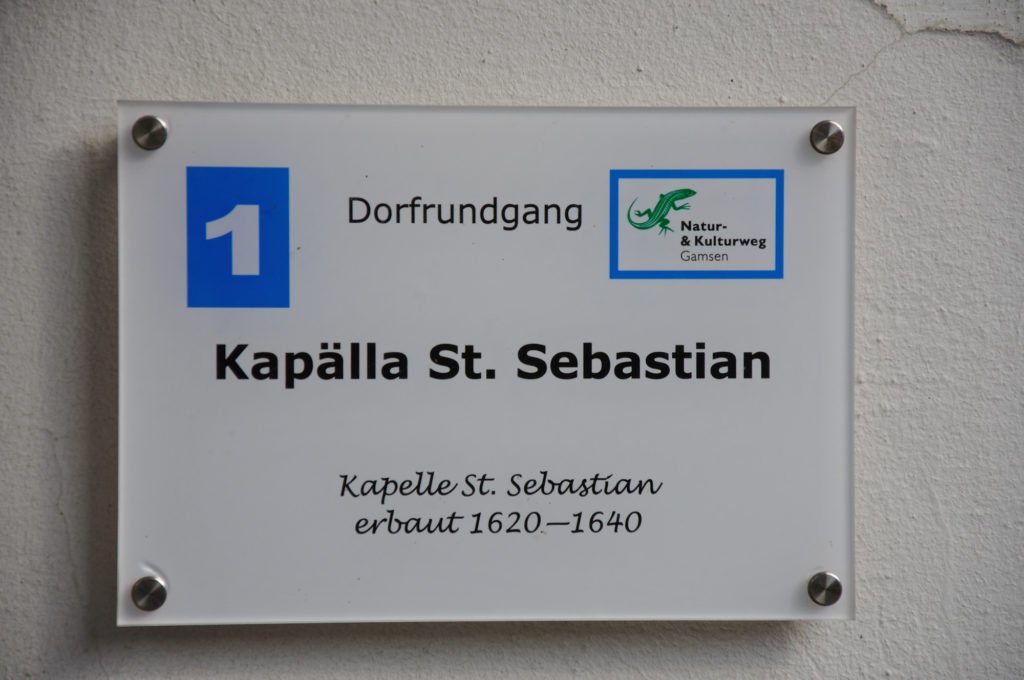 1
Dorfrundgang
Natur-
& Kulturweg
Gamsen
Kapälla St. Sebastian
Kapelle St. Sebastian
erbaut 1620—1640